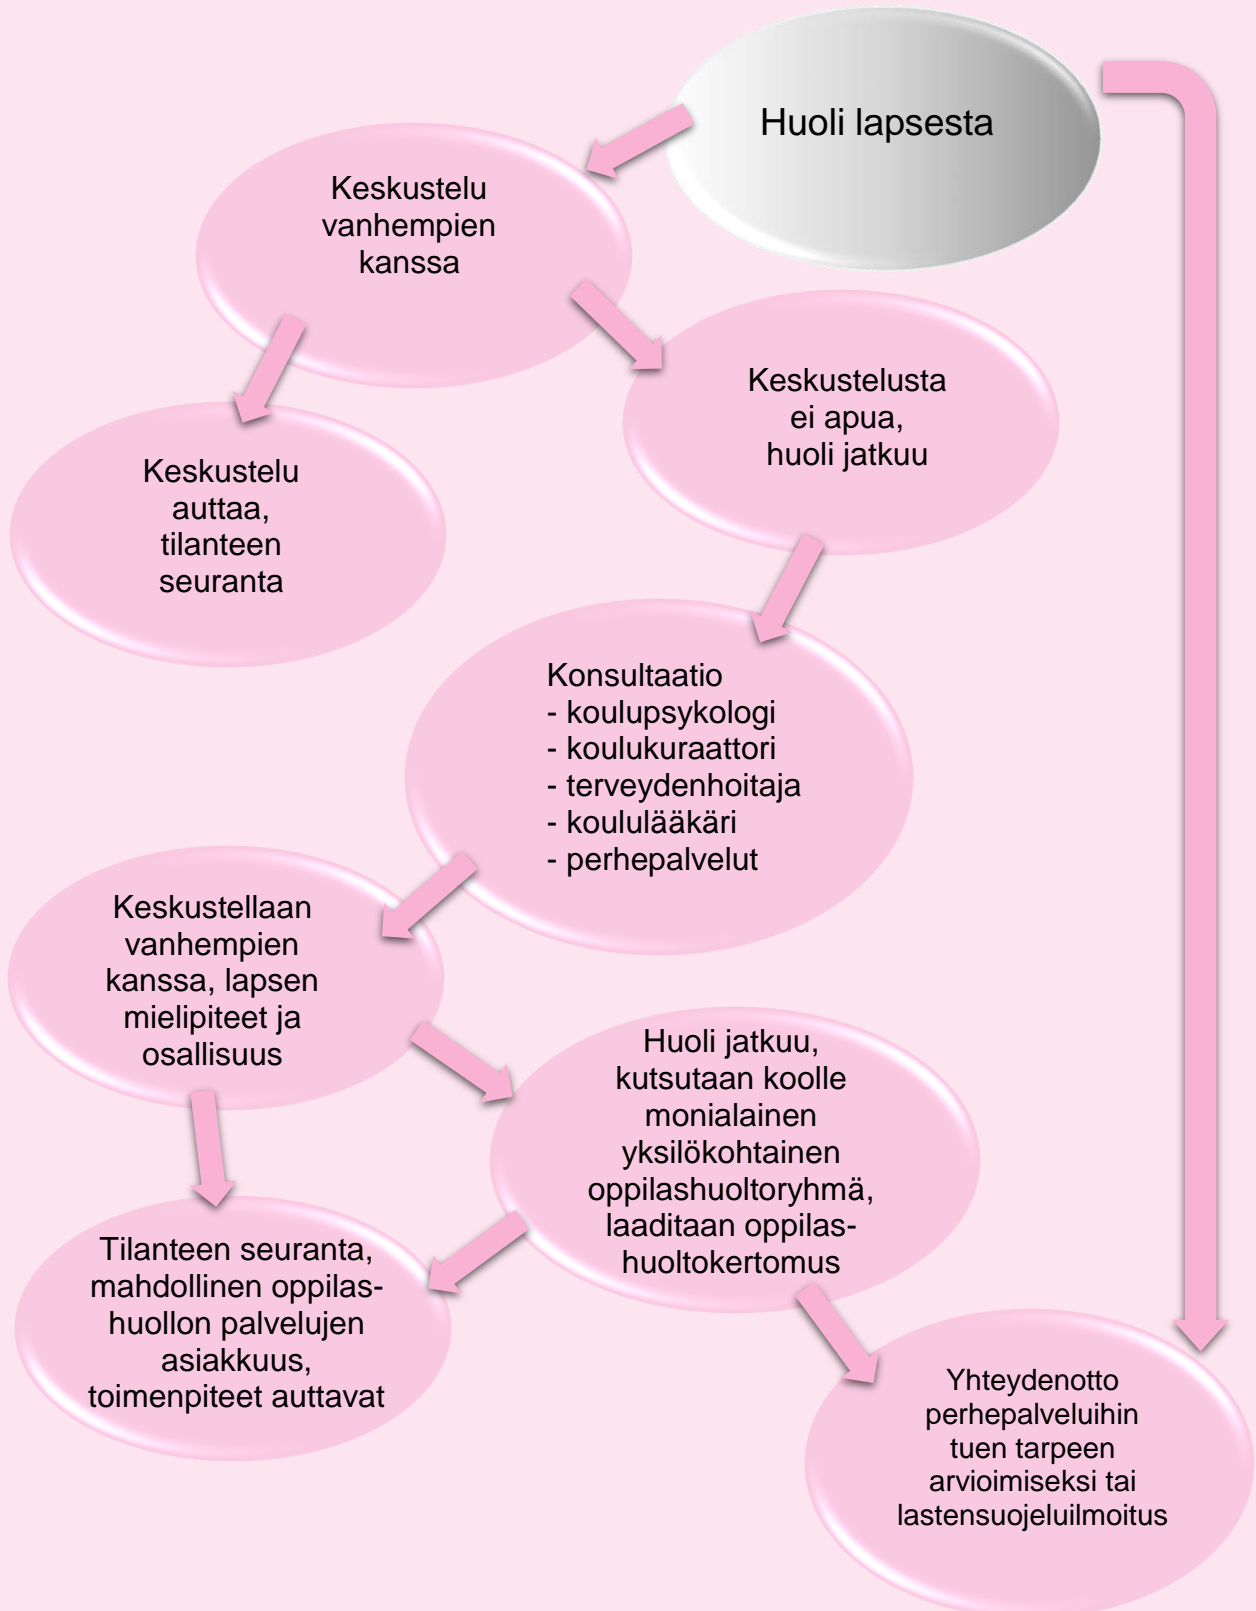 Huoli lapsesta
Keskustelu
vanhempien
kanssa
Keskustelusta
ei apua,
huoli jatkuu
Keskustelu
auttaa,
tilanteen
seuranta
Konsultaatio
- koulupsykologi
- koulukuraattori
- terveydenhoitaja
- koululääkäri
- perhepalvelut
Keskustellaan
vanhempien
kanssa, lapsen
mielipiteet ja
osallisuus
Huoli jatkuu,
kutsutaan koolle
monialainen
yksilökohtainen
oppilashuoltoryhmä,
laaditaan oppilas-
huoltokertomus
Tilanteen seuranta,
mahdollinen oppilas-
huollon palvelujen
asiakkuus,
toimenpiteet auttavat
Yhteydenotto
perhepalveluihin
tuen tarpeen
arvioimiseksi tai
lastensuojeluilmoitus